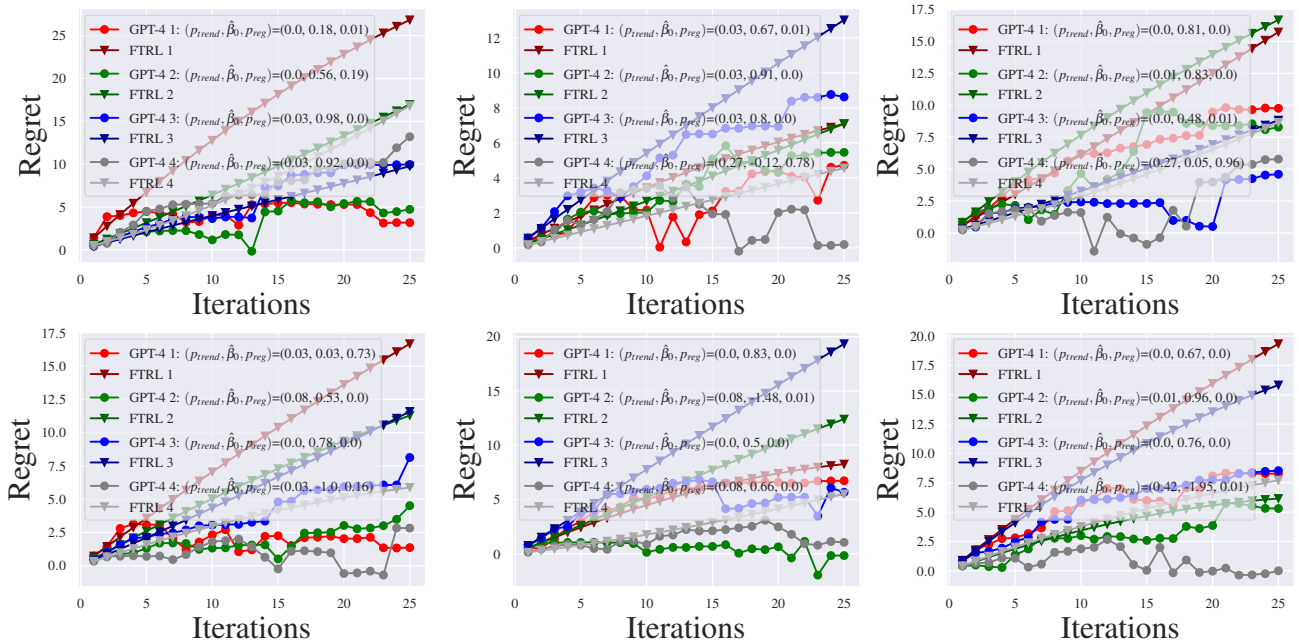 Regret
25
20
15
10
5
0
GPT-4 1: (p_trend, β̂_0, p_reg)=(0.0, 0.18, 0.01)
FTRL 1
GPT-4 2: (p_trend, β̂_0, p_reg)=(0.0, 0.56, 0.19)
FTRL 2
GPT-4 3: (p_trend, β̂_0, p_reg)=(0.03, 0.98, 0.0)
FTRL 3
GPT-4 4: (p_trend, β̂_0, p_reg)=(0.03, 0.92, 0.0)
FTRL 4
0 5 10 15 20 25
Iterations
Regret
12
10
8
6
4
2
0
GPT-4 1: (p_trend, β̂_0, p_reg)=(0.03, 0.67, 0.01)
FTRL 1
GPT-4 2: (p_trend, β̂_0, p_reg)=(0.03, 0.91, 0.0)
FTRL 2
GPT-4 3: (p_trend, β̂_0, p_reg)=(0.03, 0.8, 0.0)
FTRL 3
GPT-4 4: (p_trend, β̂_0, p_reg)=(0.27, -0.12, 0.78)
FTRL 4
0 5 10 15 20 25
Iterations
Regret
17.5
15.0
12.5
10.0
7.5
5.0
2.5
0.0
GPT-4 1: (p_trend, β̂_0, p_reg)=(0.0, 0.81, 0.0)
FTRL 1
GPT-4 2: (p_trend, β̂_0, p_reg)=(0.01, 0.83, 0.0)
FTRL 2
GPT-4 3: (p_trend, β̂_0, p_reg)=(0.0, 0.48, 0.01)
FTRL 3
GPT-4 4: (p_trend, β̂_0, p_reg)=(0.27, 0.05, 0.96)
FTRL 4
0 5 10 15 20 25
Iterations
Regret
17.5
15.0
12.5
10.0
7.5
5.0
2.5
0.0
GPT-4 1: (p_trend, β̂_0, p_reg)=(0.03, 0.03, 0.73)
FTRL 1
GPT-4 2: (p_trend, β̂_0, p_reg)=(0.08, 0.53, 0.0)
FTRL 2
GPT-4 3: (p_trend, β̂_0, p_reg)=(0.0, 0.78, 0.0)
FTRL 3
GPT-4 4: (p_trend, β̂_0, p_reg)=(0.03, -1.0, 0.16)
FTRL 4
0 5 10 15 20 25
Iterations
Regret
20
15
10
5
0
GPT-4 1: (p_trend, β̂_0, p_reg)=(0.0, 0.83, 0.0)
FTRL 1
GPT-4 2: (p_trend, β̂_0, p_reg)=(0.08, -1.48, 0.01)
FTRL 2
GPT-4 3: (p_trend, β̂_0, p_reg)=(0.0, 0.5, 0.0)
FTRL 3
GPT-4 4: (p_trend, β̂_0, p_reg)=(0.08, 0.66, 0.0)
FTRL 4
0 5 10 15 20 25
Iterations
Regret
20.0
17.5
15.0
12.5
10.0
7.5
5.0
2.5
0.0
GPT-4 1: (p_trend, β̂_0, p_reg)=(0.0, 0.67, 0.0)
FTRL 1
GPT-4 2: (p_trend, β̂_0, p_reg)=(0.01, 0.96, 0.0)
FTRL 2
GPT-4 3: (p_trend, β̂_0, p_reg)=(0.0, 0.76, 0.0)
FTRL 3
GPT-4 4: (p_trend, β̂_0, p_reg)=(0.42, -1.95, 0.01)
FTRL 4
0 5 10 15 20 25
Iterations